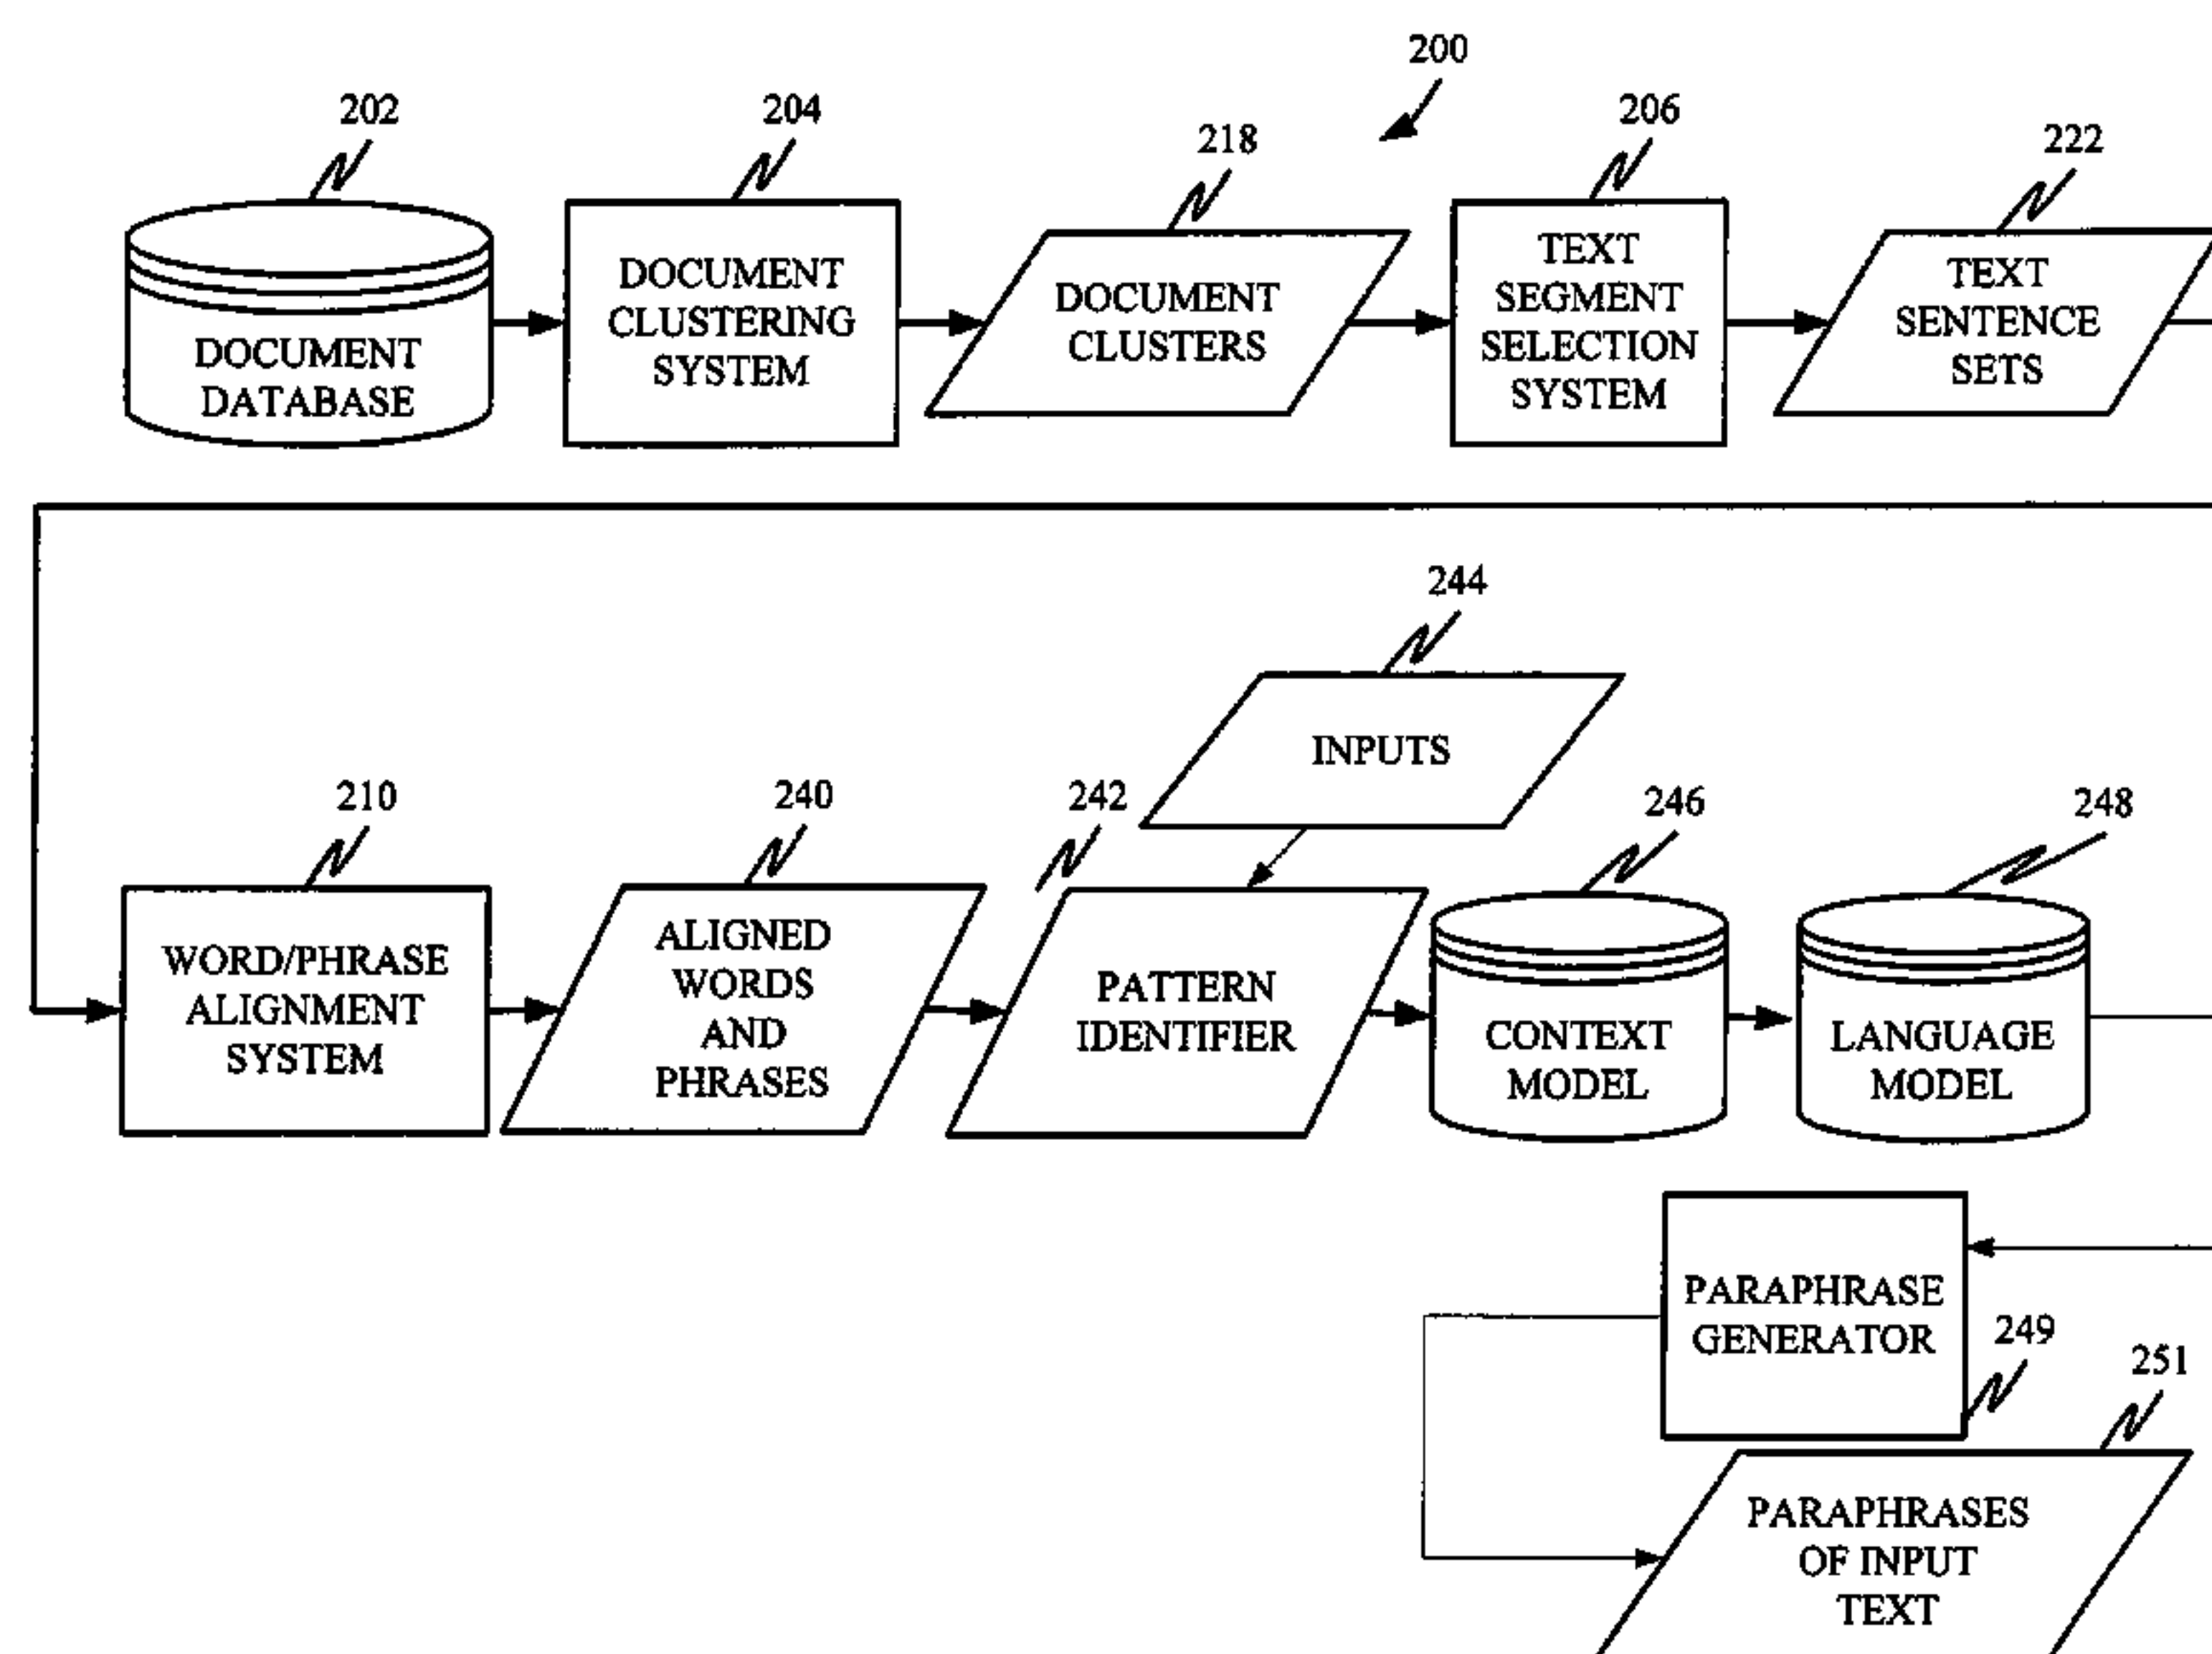 200
202
204
218
206
222
DOCUMENT
DATABASE
DOCUMENT
CLUSTERING
SYSTEM
DOCUMENT
CLUSTERS
TEXT
SEGMENT
SELECTION
SYSTEM
TEXT
SENTENCE
SETS
244
INPUTS
210
240
242
246
248
WORD/PHRASE
ALIGNMENT
SYSTEM
ALIGNED
WORDS
AND
PHRASES
PATTERN
IDENTIFIER
CONTEXT
MODEL
LANGUAGE
MODEL
PARAPHRASE
GENERATOR
249
251
PARAPHRASES
OF INPUT
TEXT